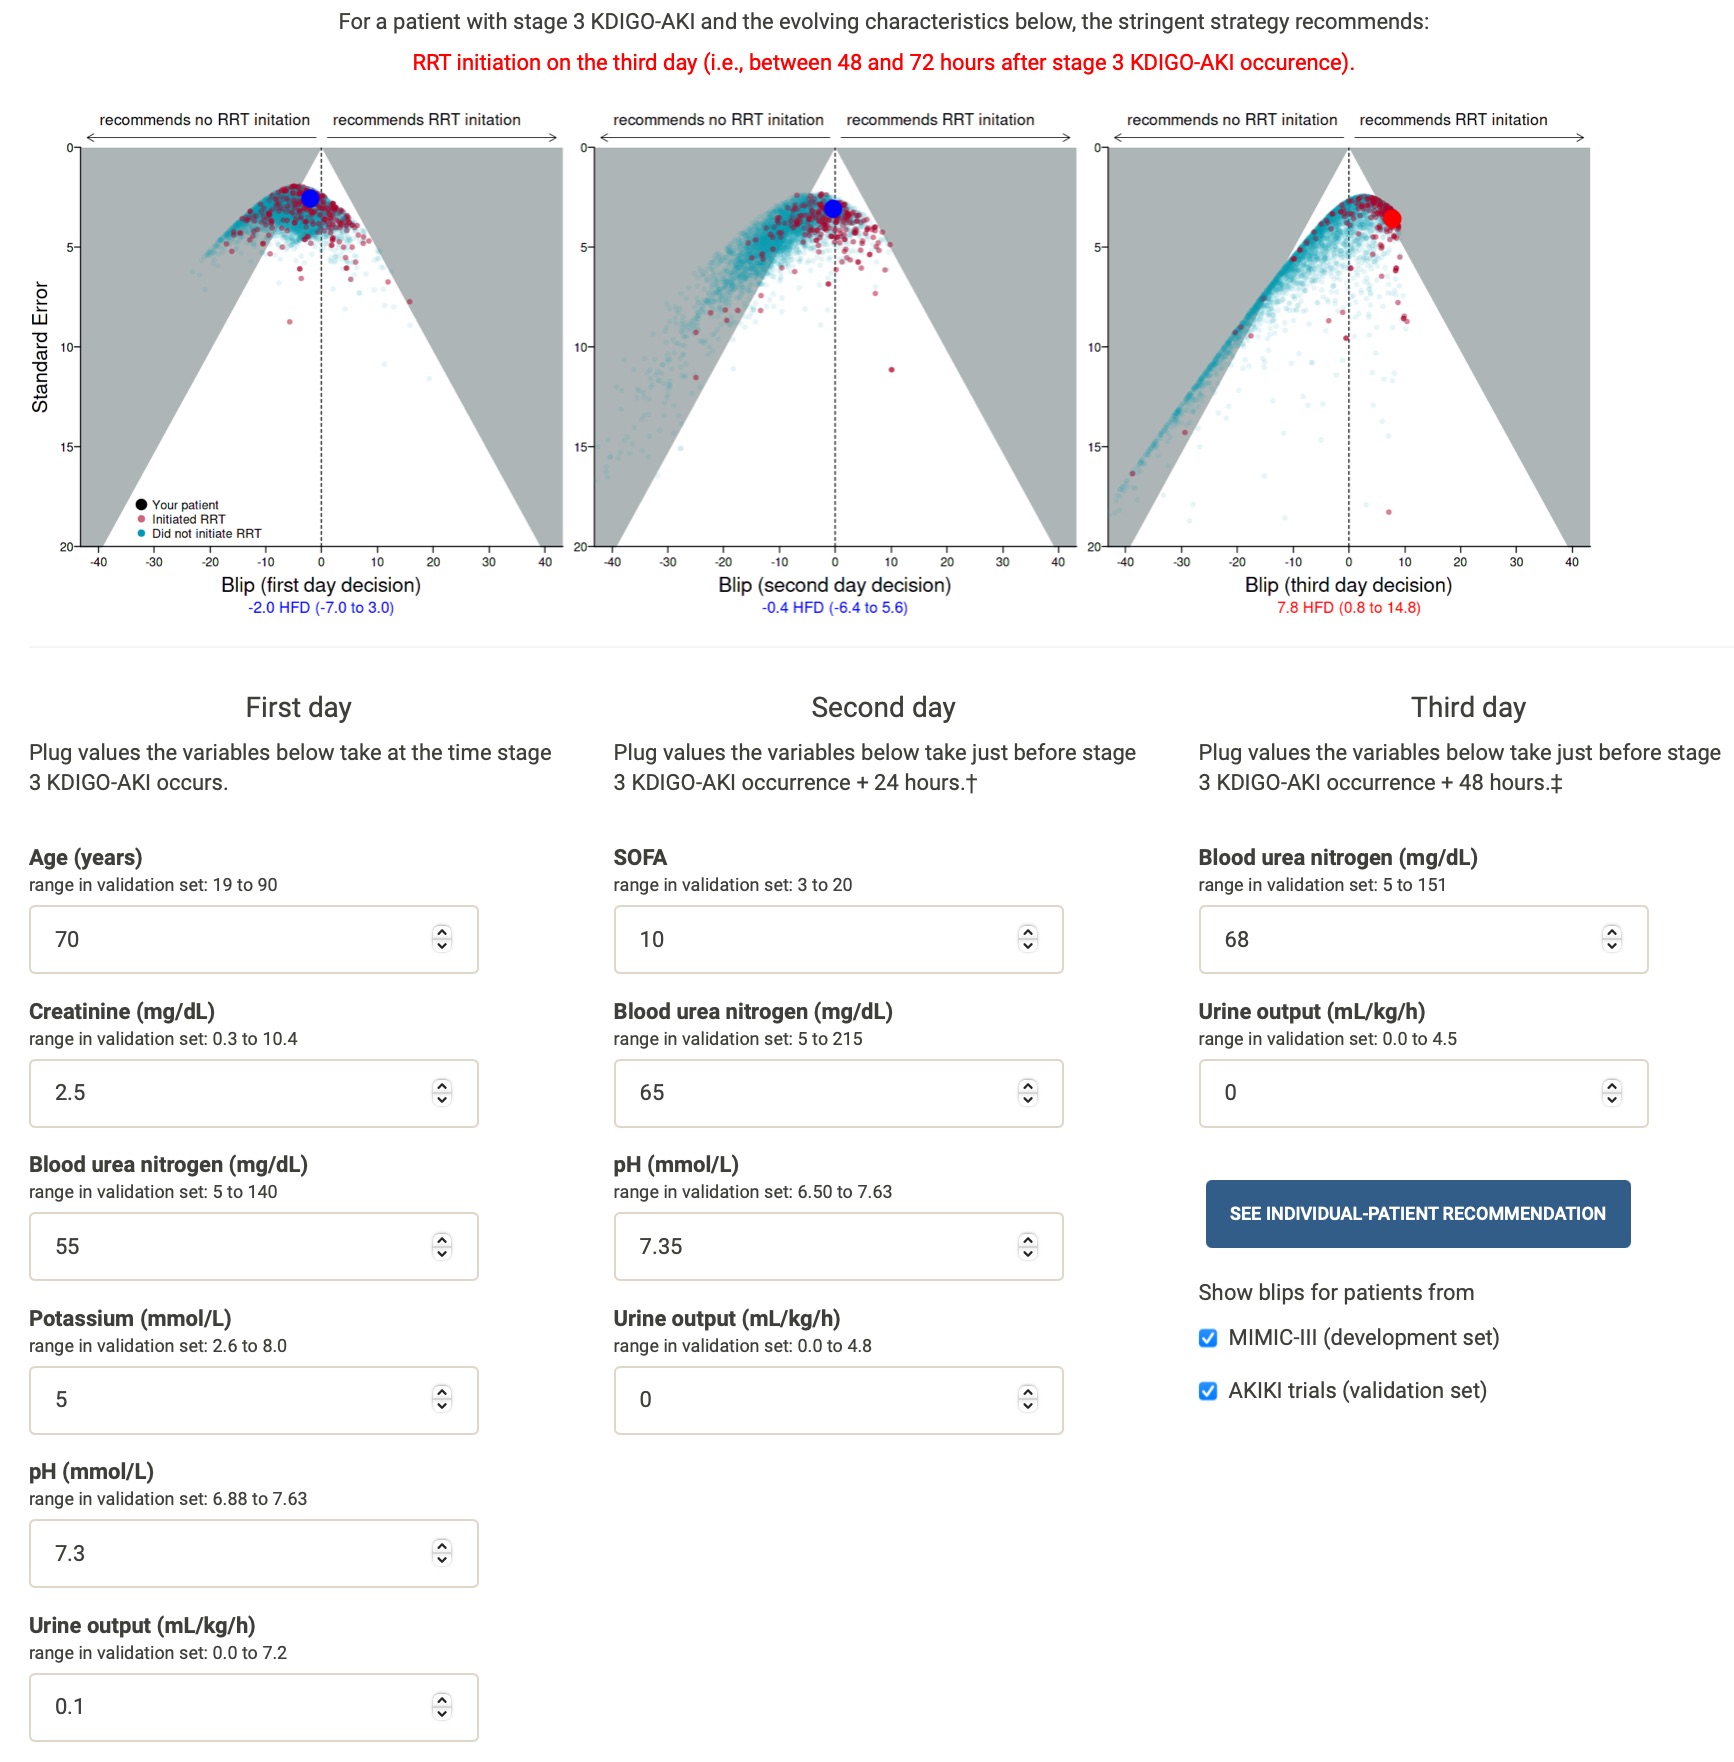 For a patient with stage 3 KDIGO-AKI and the evolving characteristics below, the stringent strategy recommends:
RRT initiation on the third day (i.e., between 48 and 72 hours after stage 3 KDIGO-AKI occurence).
recommends no RRT initation
recommends RRT initation
recommends no RRT initation
recommends RRT initation
recommends no RRT initation
recommends RRT initation
Standard Error
0
5
10
15
20
-40 -30 -20 -10 0 10 20 30 40
Your patient
Initiated RRT
Did not initiate RRT
Blip (first day decision)
-2.0 HFD (-7.0 to 3.0)
0
5
10
15
20
-40 -30 -20 -10 0 10 20 30 40
Blip (second day decision)
-0.4 HFD (-6.4 to 5.6)
0
5
10
15
20
-40 -30 -20 -10 0 10 20 30 40
Blip (third day decision)
7.8 HFD (0.8 to 14.8)
First day
Plug values the variables below take at the time stage
3 KDIGO-AKI occurs.
Age (years)
range in validation set: 19 to 90
70
Creatinine (mg/dL)
range in validation set: 0.3 to 10.4
2.5
Blood urea nitrogen (mg/dL)
range in validation set: 5 to 140
55
Potassium (mmol/L)
range in validation set: 2.6 to 8.0
5
pH (mmol/L)
range in validation set: 6.88 to 7.63
7.3
Urine output (mL/kg/h)
range in validation set: 0.0 to 7.2
0.1
Second day
Plug values the variables below take just before stage
3 KDIGO-AKI occurrence + 24 hours.†
SOFA
range in validation set: 3 to 20
10
Blood urea nitrogen (mg/dL)
range in validation set: 5 to 215
65
pH (mmol/L)
range in validation set: 6.50 to 7.63
7.35
Urine output (mL/kg/h)
range in validation set: 0.0 to 4.8
0
Third day
Plug values the variables below take just before stage
3 KDIGO-AKI occurrence + 48 hours.‡
Blood urea nitrogen (mg/dL)
range in validation set: 5 to 151
68
Urine output (mL/kg/h)
range in validation set: 0.0 to 4.5
0
SEE INDIVIDUAL-PATIENT RECOMMENDATION
Show blips for patients from
MIMIC-III (development set)
AKIKI trials (validation set)